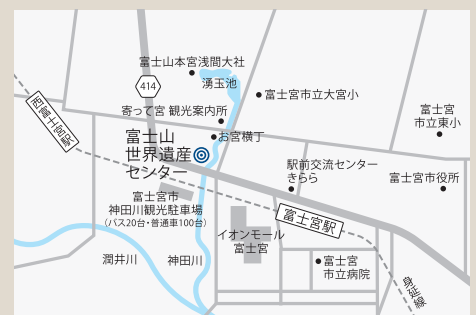 富士山本宮浅間大社
湧玉池
414
富士宮市立大宮小
富士宮
市立東小
寄って宮 観光案内所
お宮横丁
西富士宮駅
富士山
世界遺産
センター
駅前交流センター
きらら
富士宮市役所
富士宮市
神田川観光駐車場
(バス20台・普通車100台)
富士宮駅
イオンモール
富士宮
潤井川
神田川
富士宮
市立病院
身延線